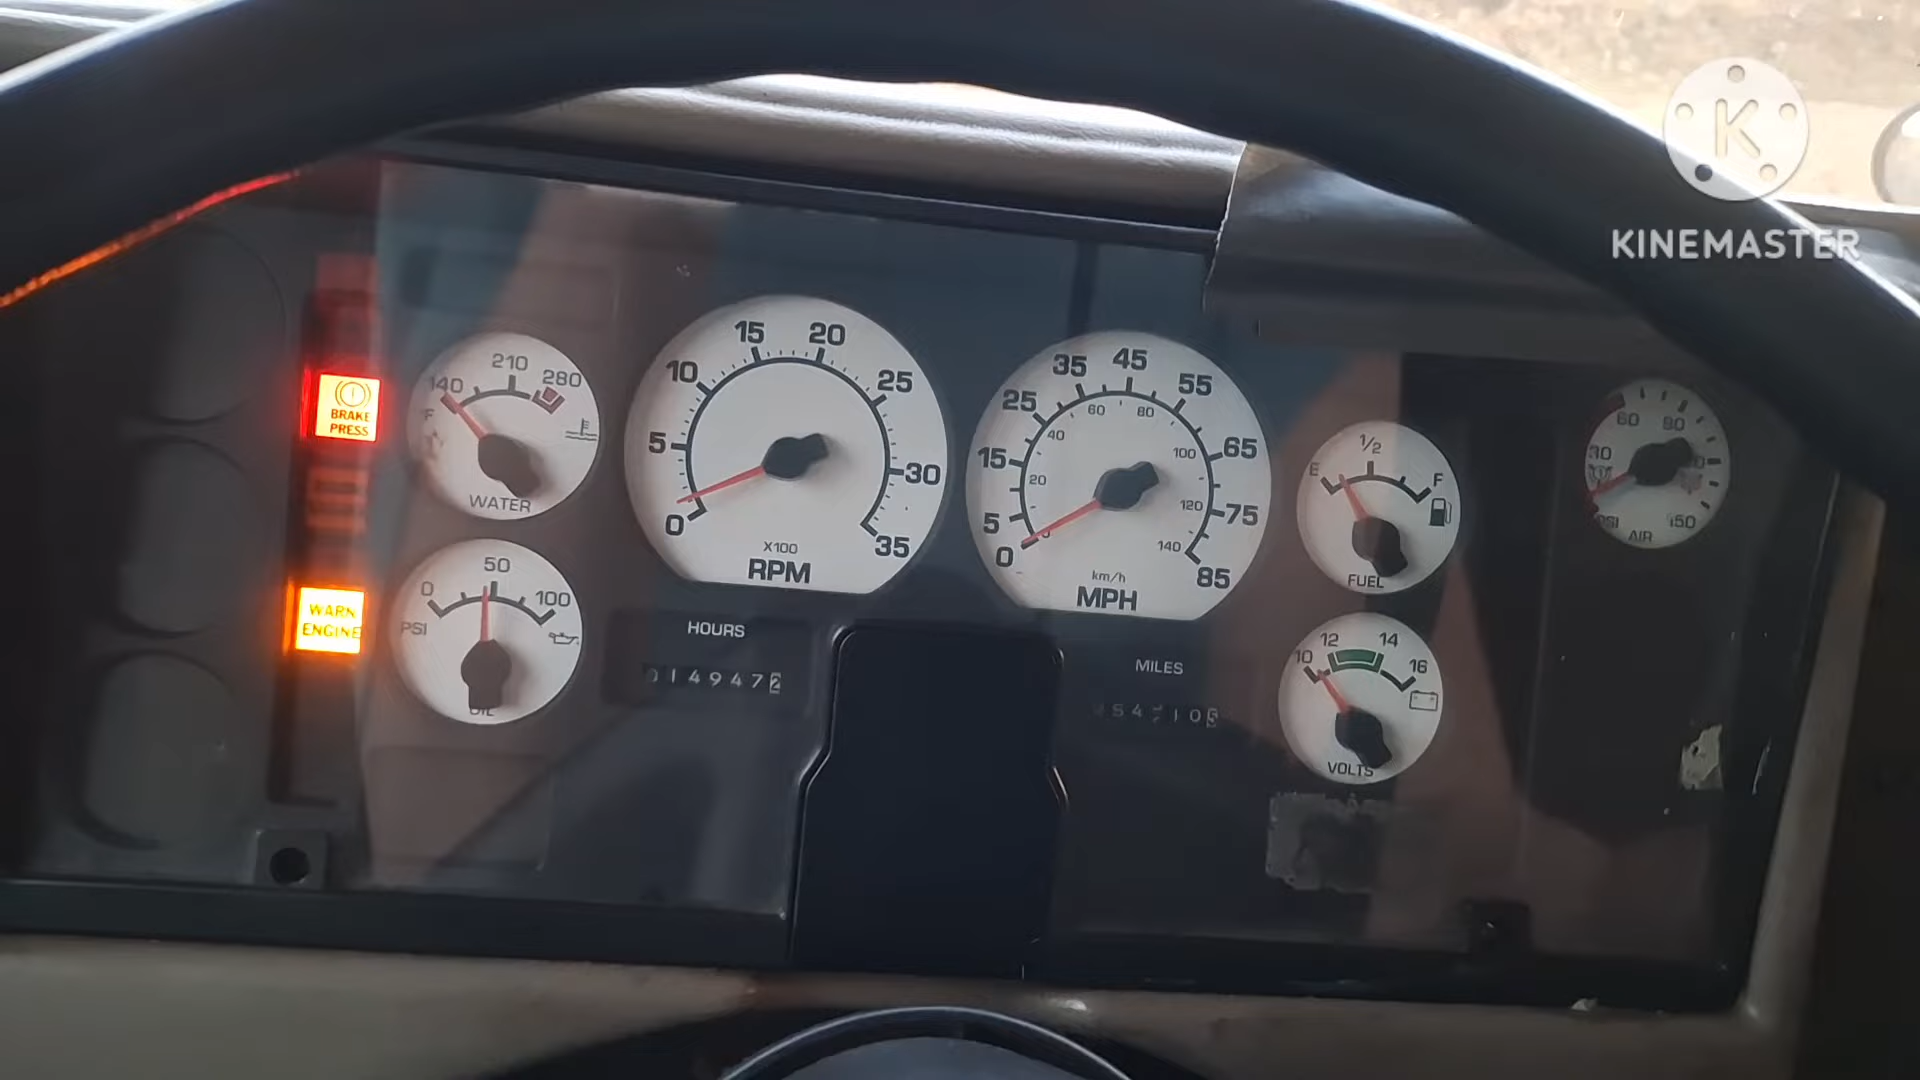 K
KINEMASTER
BRAKE
PRESS
WARN
ENGINE
140 210 280
°F
WATER
0 50 100
PSI
OIL
0 5 10 15 20 25 30 35
X100
RPM
HOURS
14947
0 5 15 25 35 45 55 65 75 85
20 40 60 80 100 120 140
km/h
MPH
MILES
E 1/2 F
FUEL
10 12 14 16
VOLTS
30 60 80 150
PSI
AIR